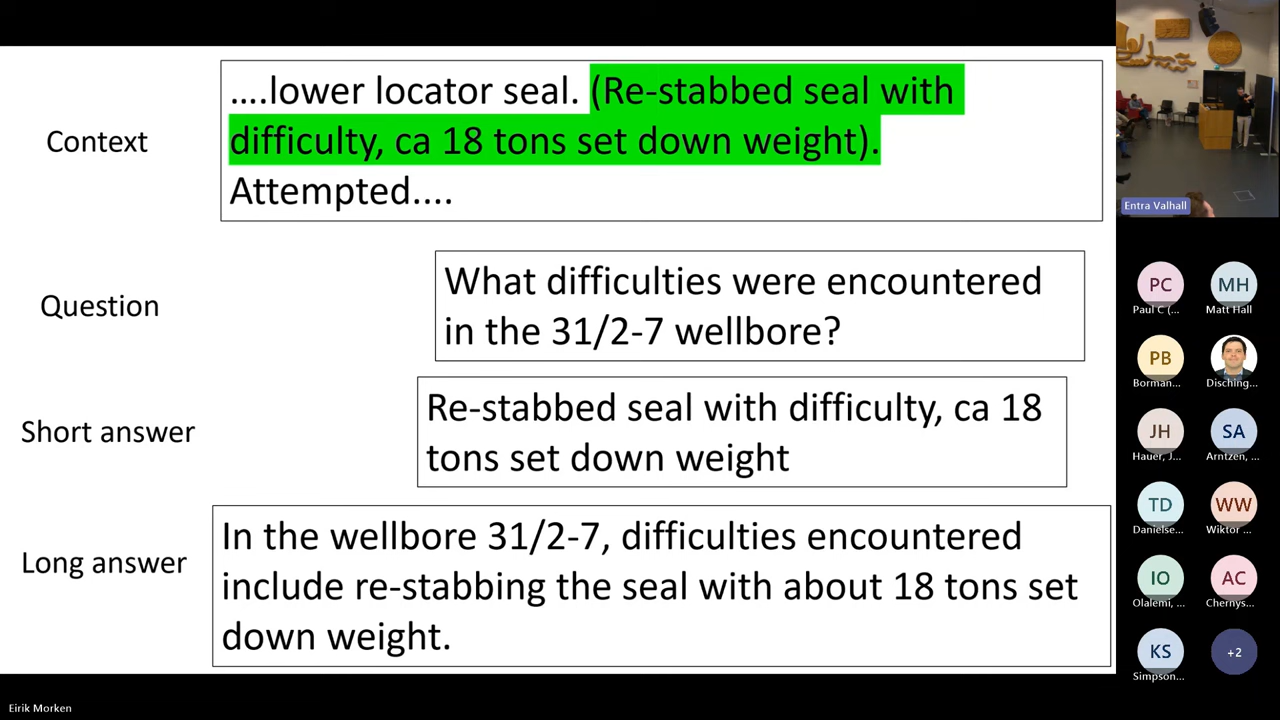 Context
....lower locator seal. (Re-stabbed seal with
difficulty, ca 18 tons set down weight).
Attempted....
Question
What difficulties were encountered
in the 31/2-7 wellbore?
Short answer
Re-stabbed seal with difficulty, ca 18
tons set down weight
Long answer
In the wellbore 31/2-7, difficulties encountered
include re-stabbing the seal with about 18 tons set
down weight.
Entra Valhall
PC
Paul C (...
MH
Matt Hall
PB
Borman...
Disching...
JH
Hauer, J...
SA
Arntzen, ...
TD
Danielse...
WW
Wiktor ...
IO
Olalemi, ...
AC
Chernys...
KS
Simpson...
+2
Eirik Morken